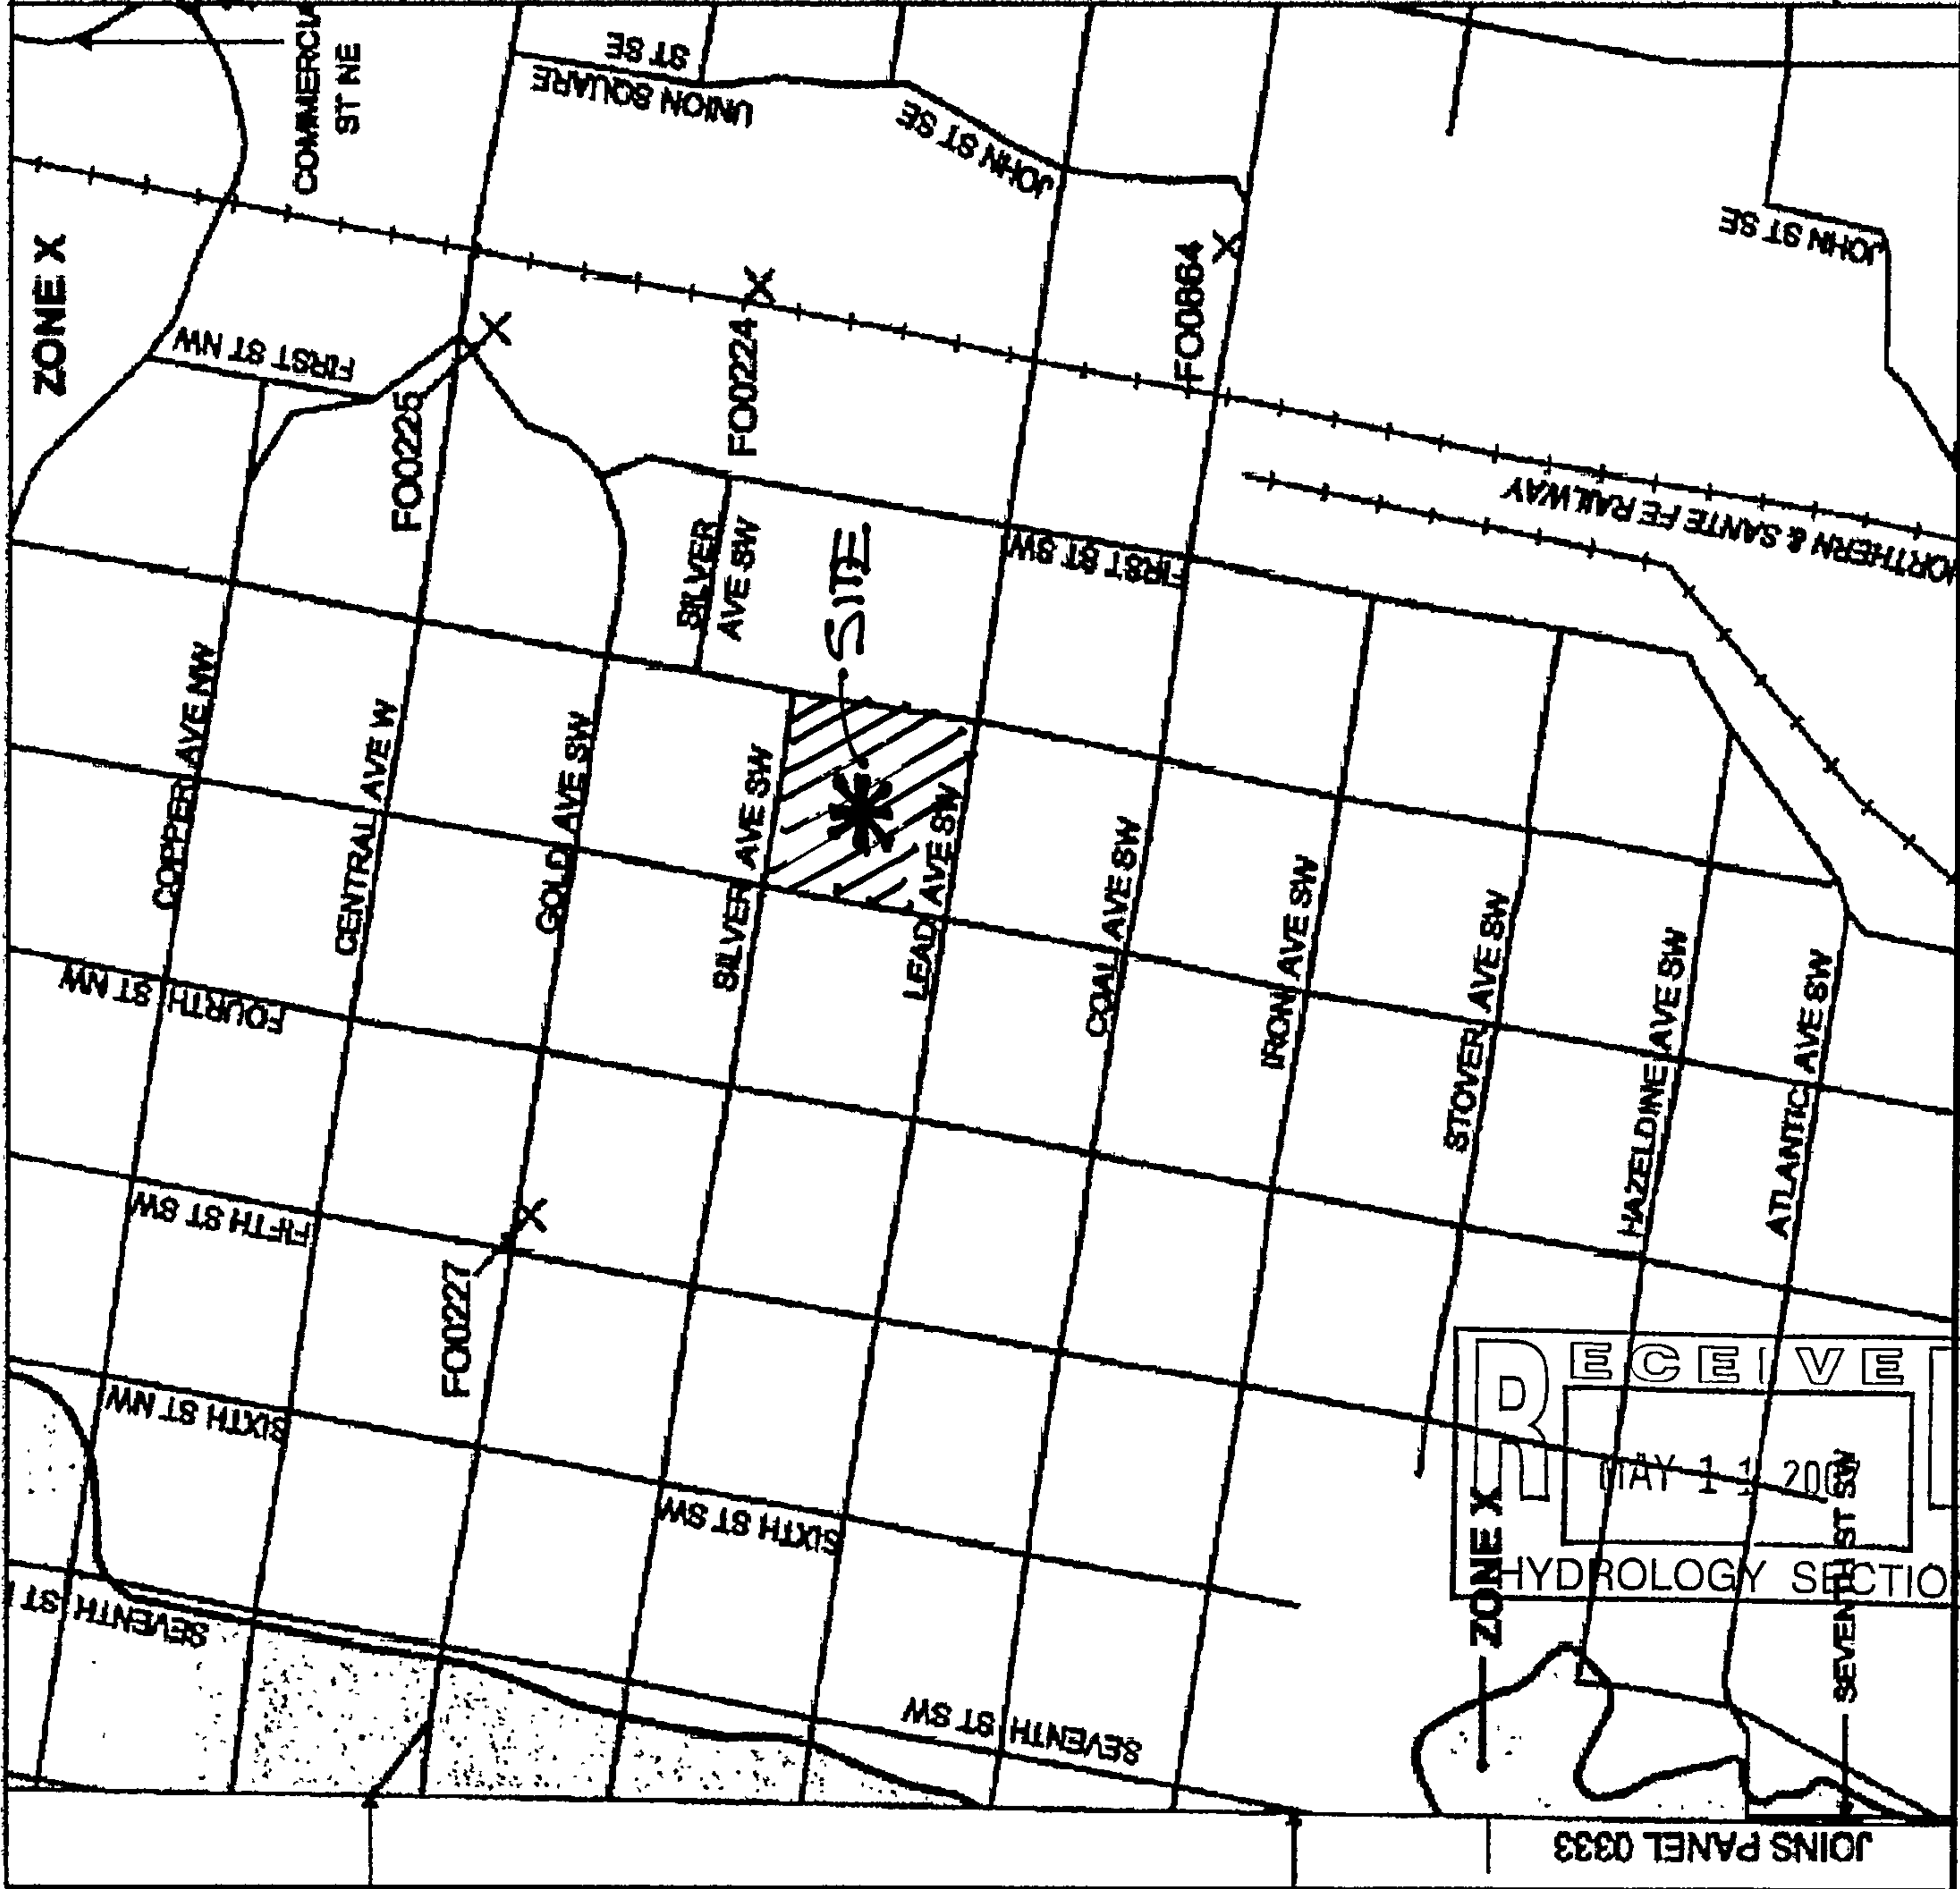 COMMERCIA
ST NE
UNION SQUARE
ST SE
JOHN ST SE
JOHN ST SE
ZONE X
FIRST ST NW
FO0225
FO0224
FO0864
SILVER
AVE SW
SITE
FIRST ST SW
ORTHERN & SANTE FE RAILWAY
COPPER AVE NW
CENTRAL AVE W
GOLD AVE SW
SILVER AVE SW
LEAD AVE SW
COAL AVE SW
IRON AVE SW
STOVER AVE SW
HAZELDINE AVE SW
ATLANTIC AVE SW
FOURTH ST NW
FIFTH ST SW
FO0227
SIXTH ST NW
SIXTH ST SW
SEVENTH ST
SEVENTH ST SW
ZONE X
SEVENTH ST SW
RECEIVE
MAY 11
HYDROLOGY SECTIO
JOINS PANEL 0333